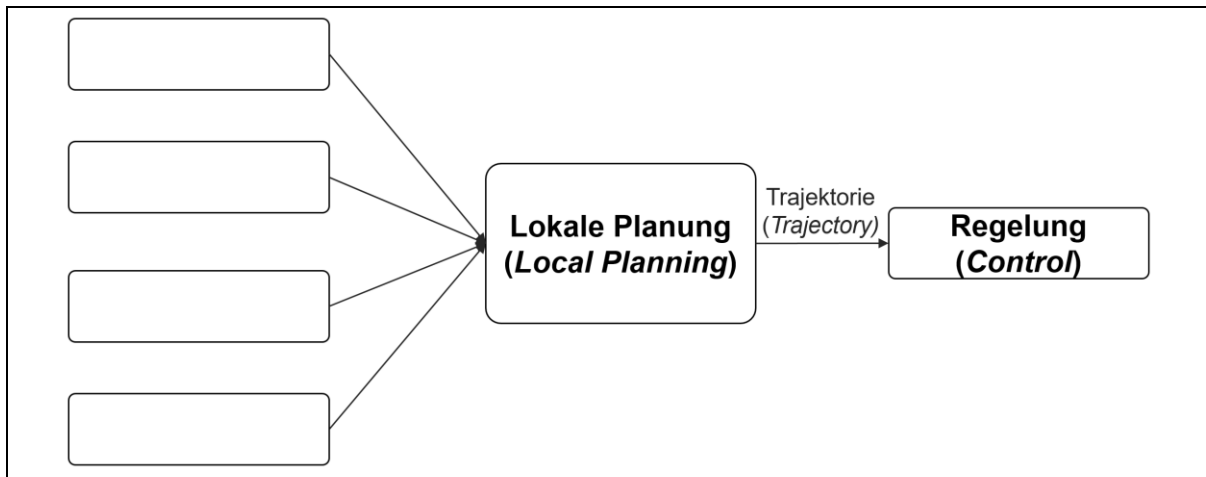 Lokale Planung
(Local Planning)
Trajektorie
(Trajectory)
Regelung
(Control)